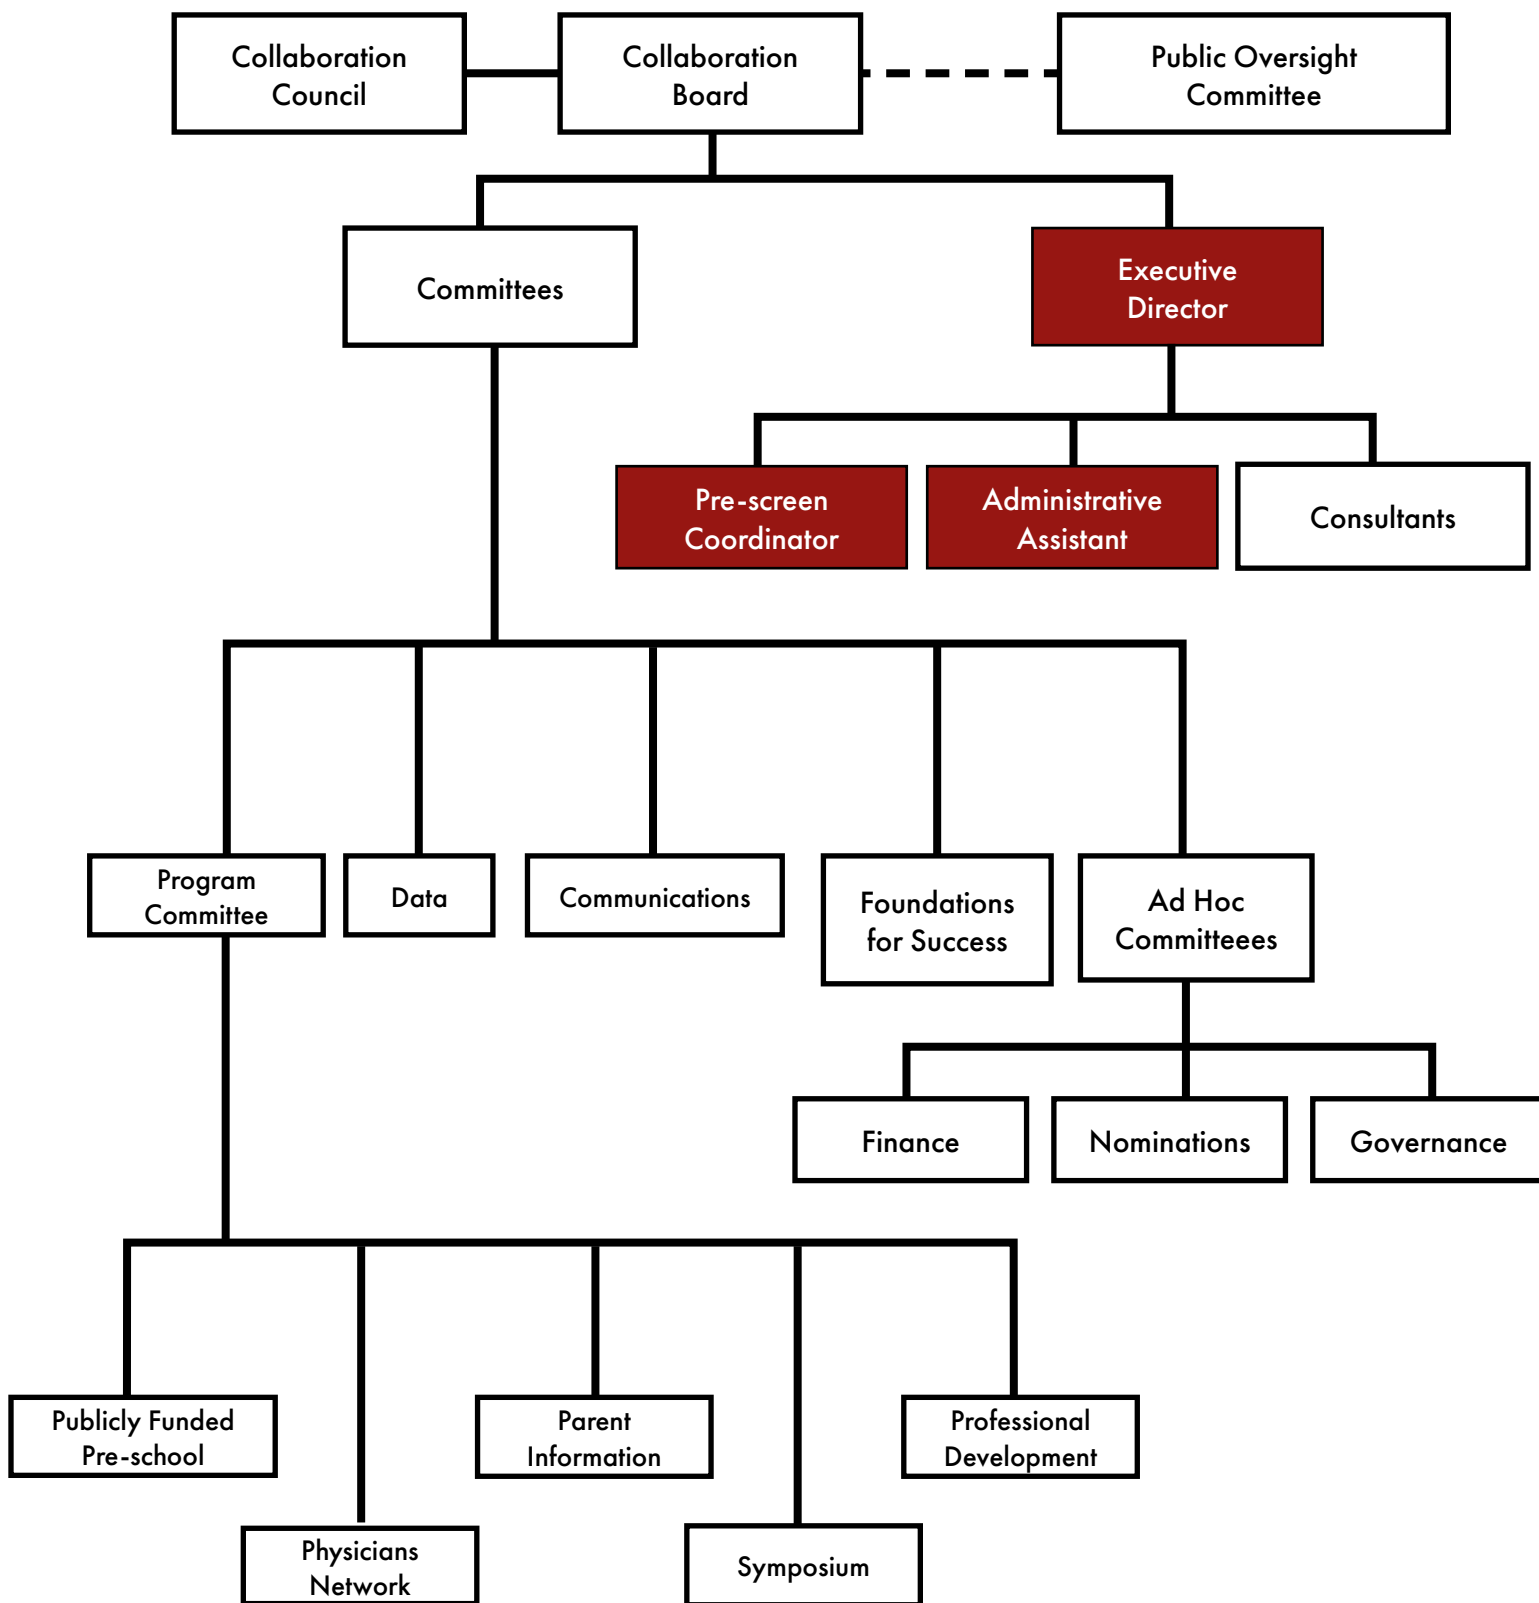 Collaboration
Council
Collaboration
Board
Public Oversight
Committee
Committees
Executive
Director
Pre-screen
Coordinator
Administrative
Assistant
Consultants
Program
Committee
Data
Communications
Foundations
for Success
Ad Hoc
Committeees
Finance
Nominations
Governance
Publicly Funded
Pre-school
Parent
Information
Professional
Development
Physicians
Network
Symposium